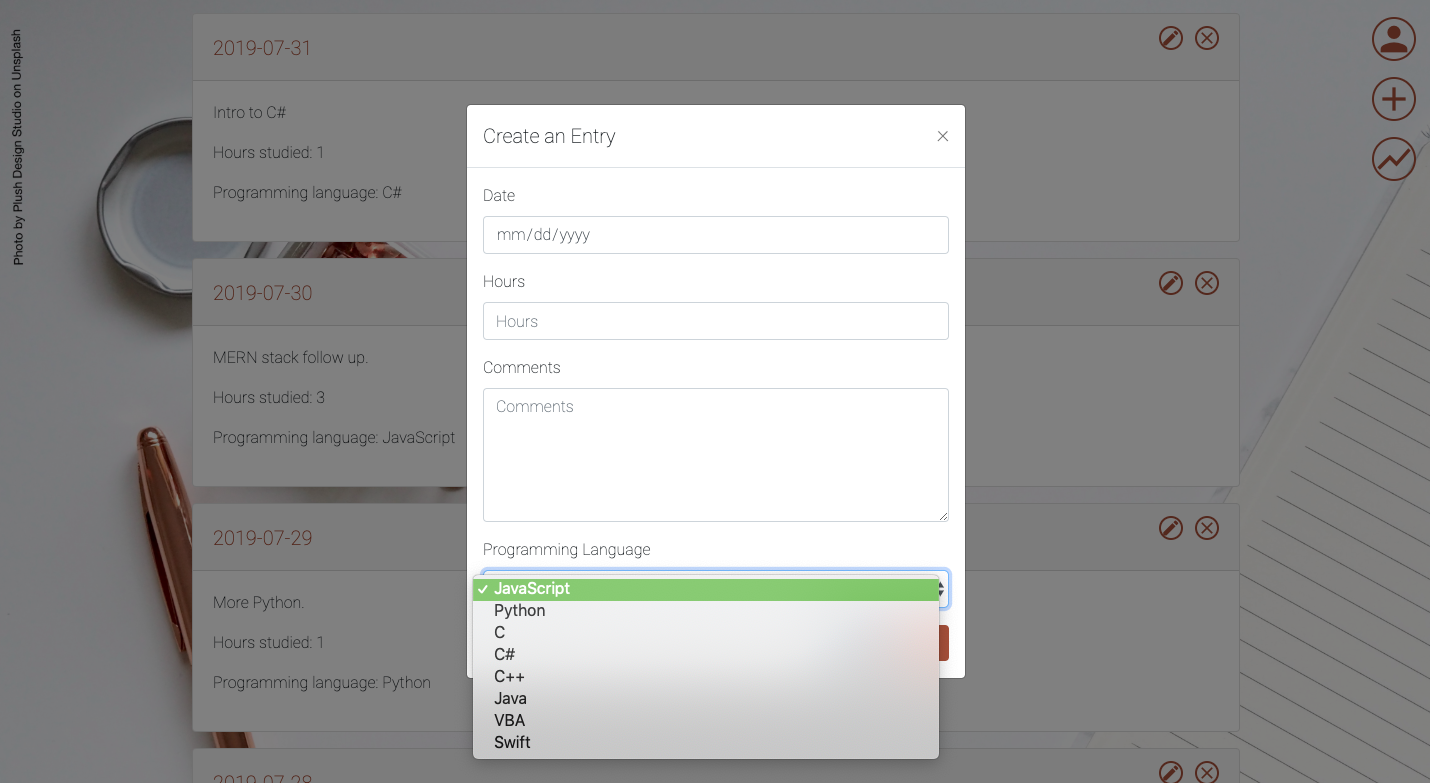 Photo by Plush Design Studio on Unsplash
2019-07-31
Intro to C#
Hours studied: 1
Programming language: C#
2019-07-30
MERN stack follow up.
Hours studied: 3
Programming language: JavaScript
2019-07-29
More Python.
Hours studied: 1
Programming language: Python
2019-07-28
Create an Entry
Date
mm/dd/yyyy
Hours
Hours
Comments
Comments
Programming Language
✓ JavaScript
Python
C
C#
C++
Java
VBA
Swift